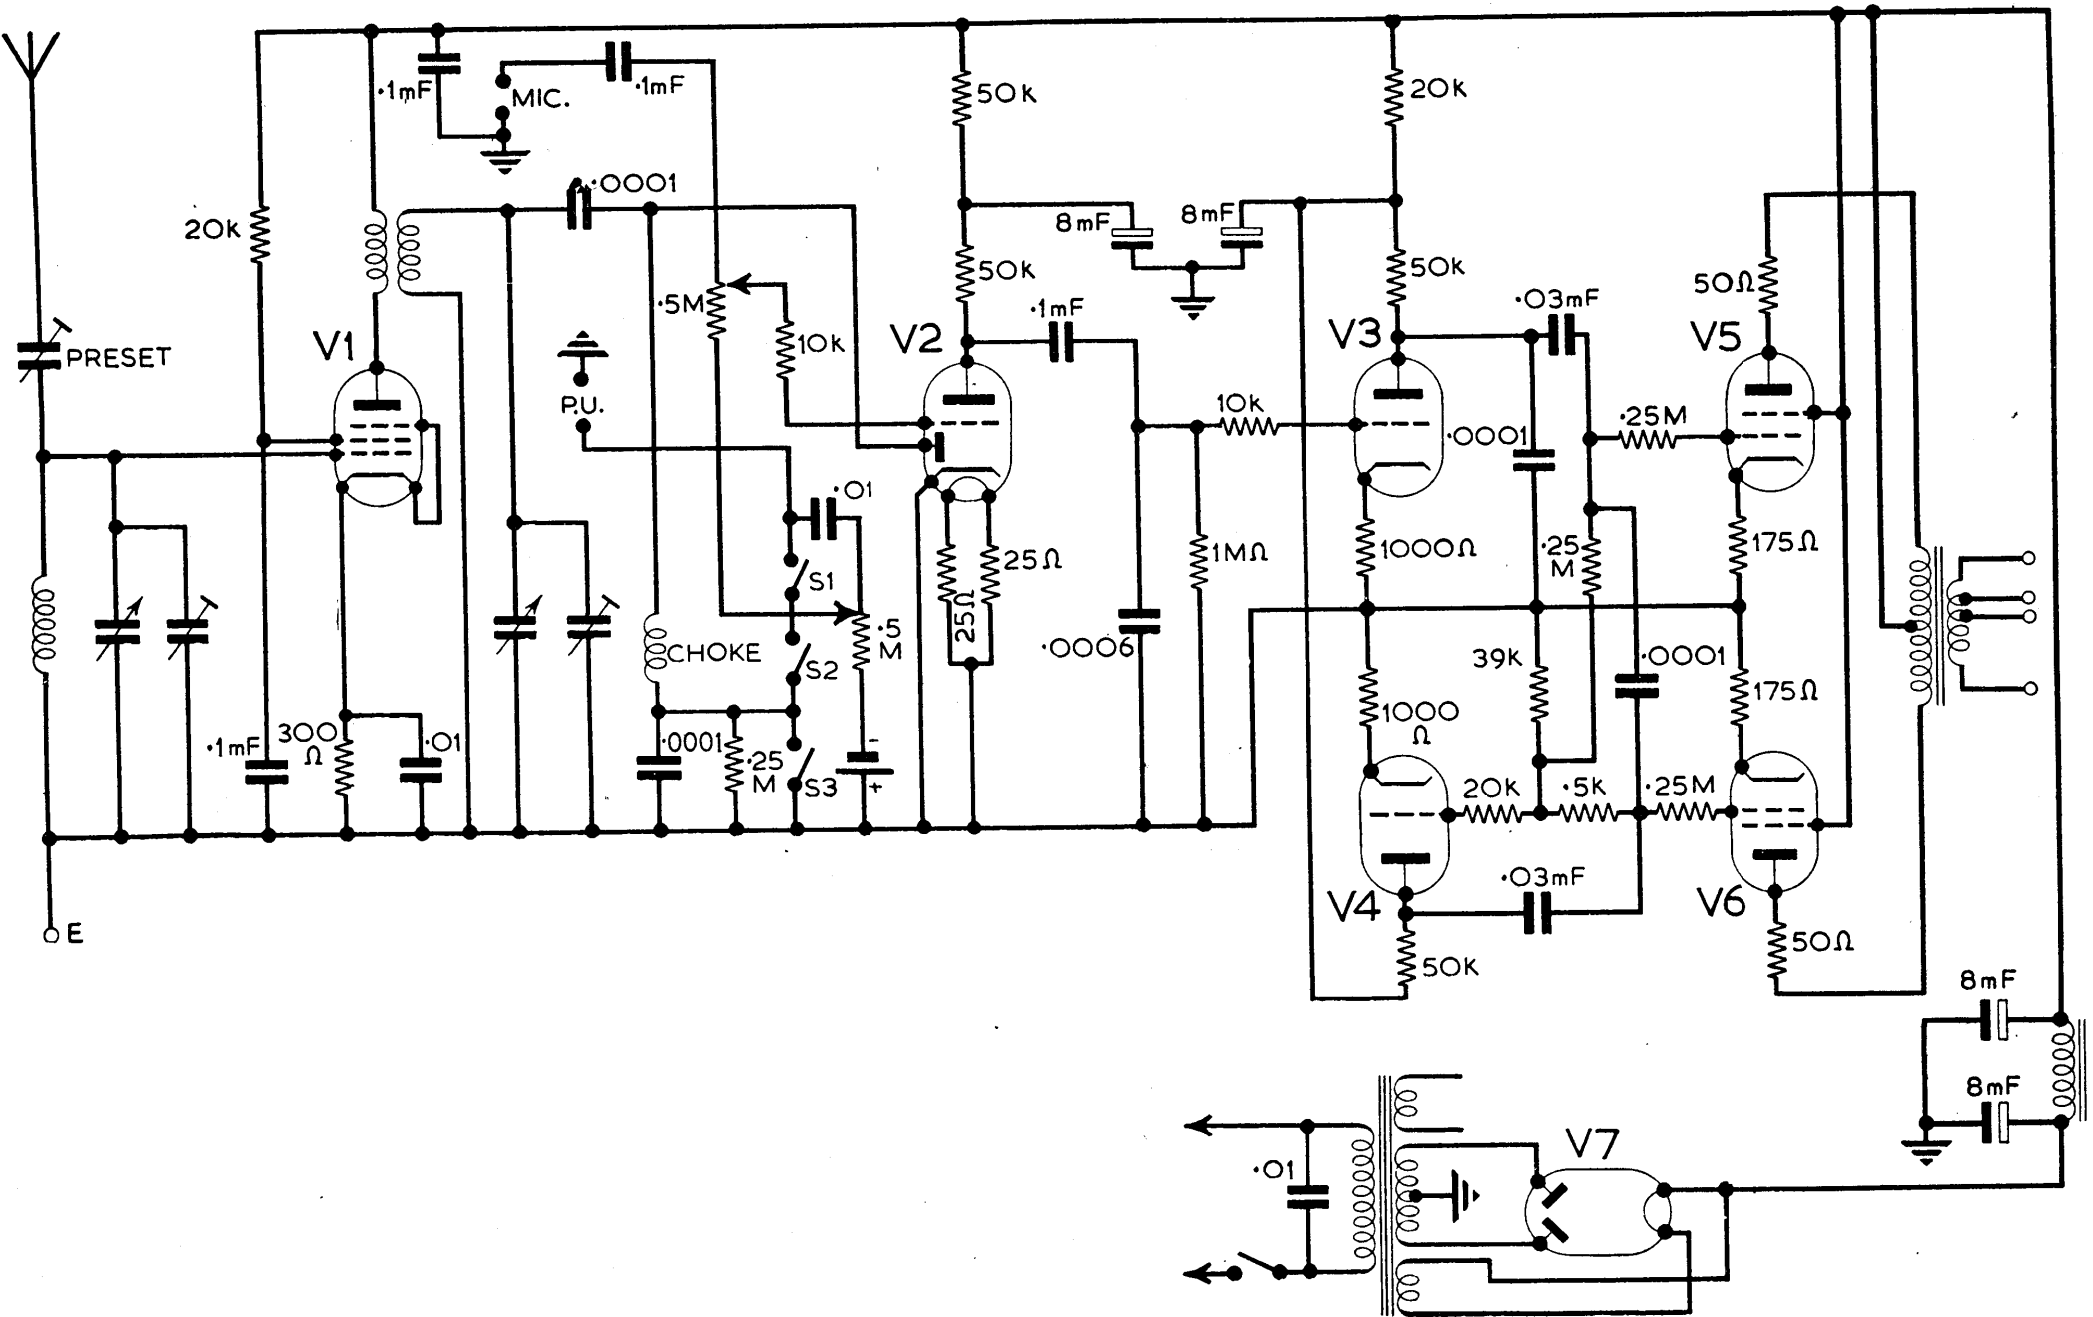 ·1mF
MIC.
·1mF
50k
20k
20k
·0001
8mF
8mF
50k
50k
·5M
·1mF
·03mF
50Ω
V1
PRESET
10k
V2
V3
V5
P.U.
10k
·0001
·25M
·01
25Ω
25Ω
1MΩ
1000Ω
·25
M
175Ω
S1
CHOKE
S2
·5
M
·0006
39k
·0001
175Ω
1000
Ω
·1mF
300
Ω
·01
·0001
·25
M
S3
-
+
20k
·5k
·25M
·03mF
V4
V6
50k
50Ω
E
8mF
8mF
V7
·01